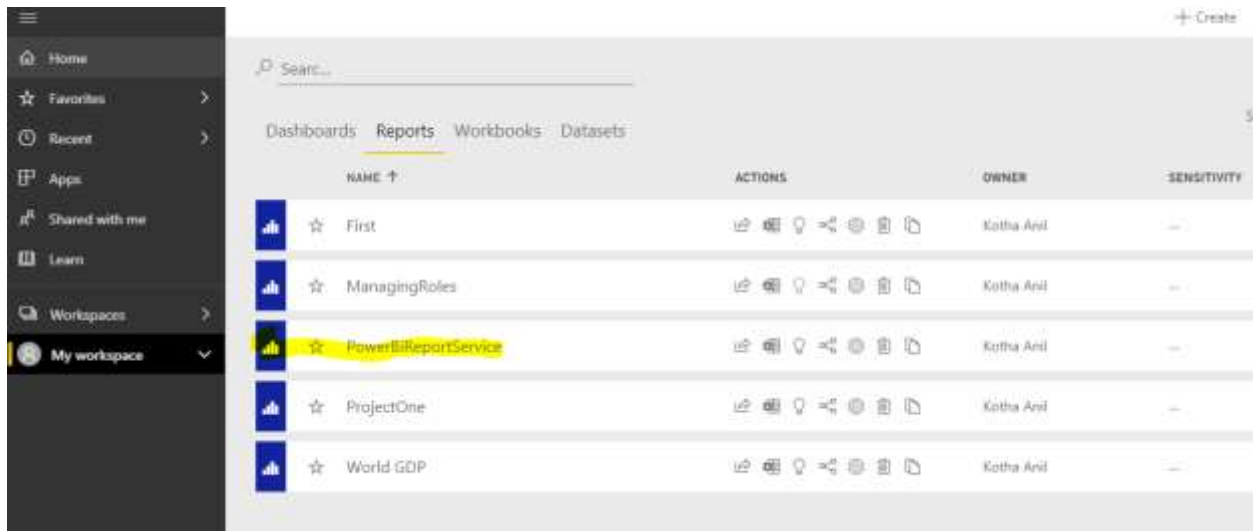 + Create
Home
Searc...
Favorites
Recent
Dashboards Reports Workbooks Datasets
S
Apps
NAME ↑ ACTIONS OWNER SENSITIVITY
Shared with me
First Kotha Anil —
Learn
ManagingRoles Kotha Anil —
Workspaces
My workspace
PowerBiReportService Kotha Anil —
ProjectOne Kotha Anil —
World GDP Kotha Anil —